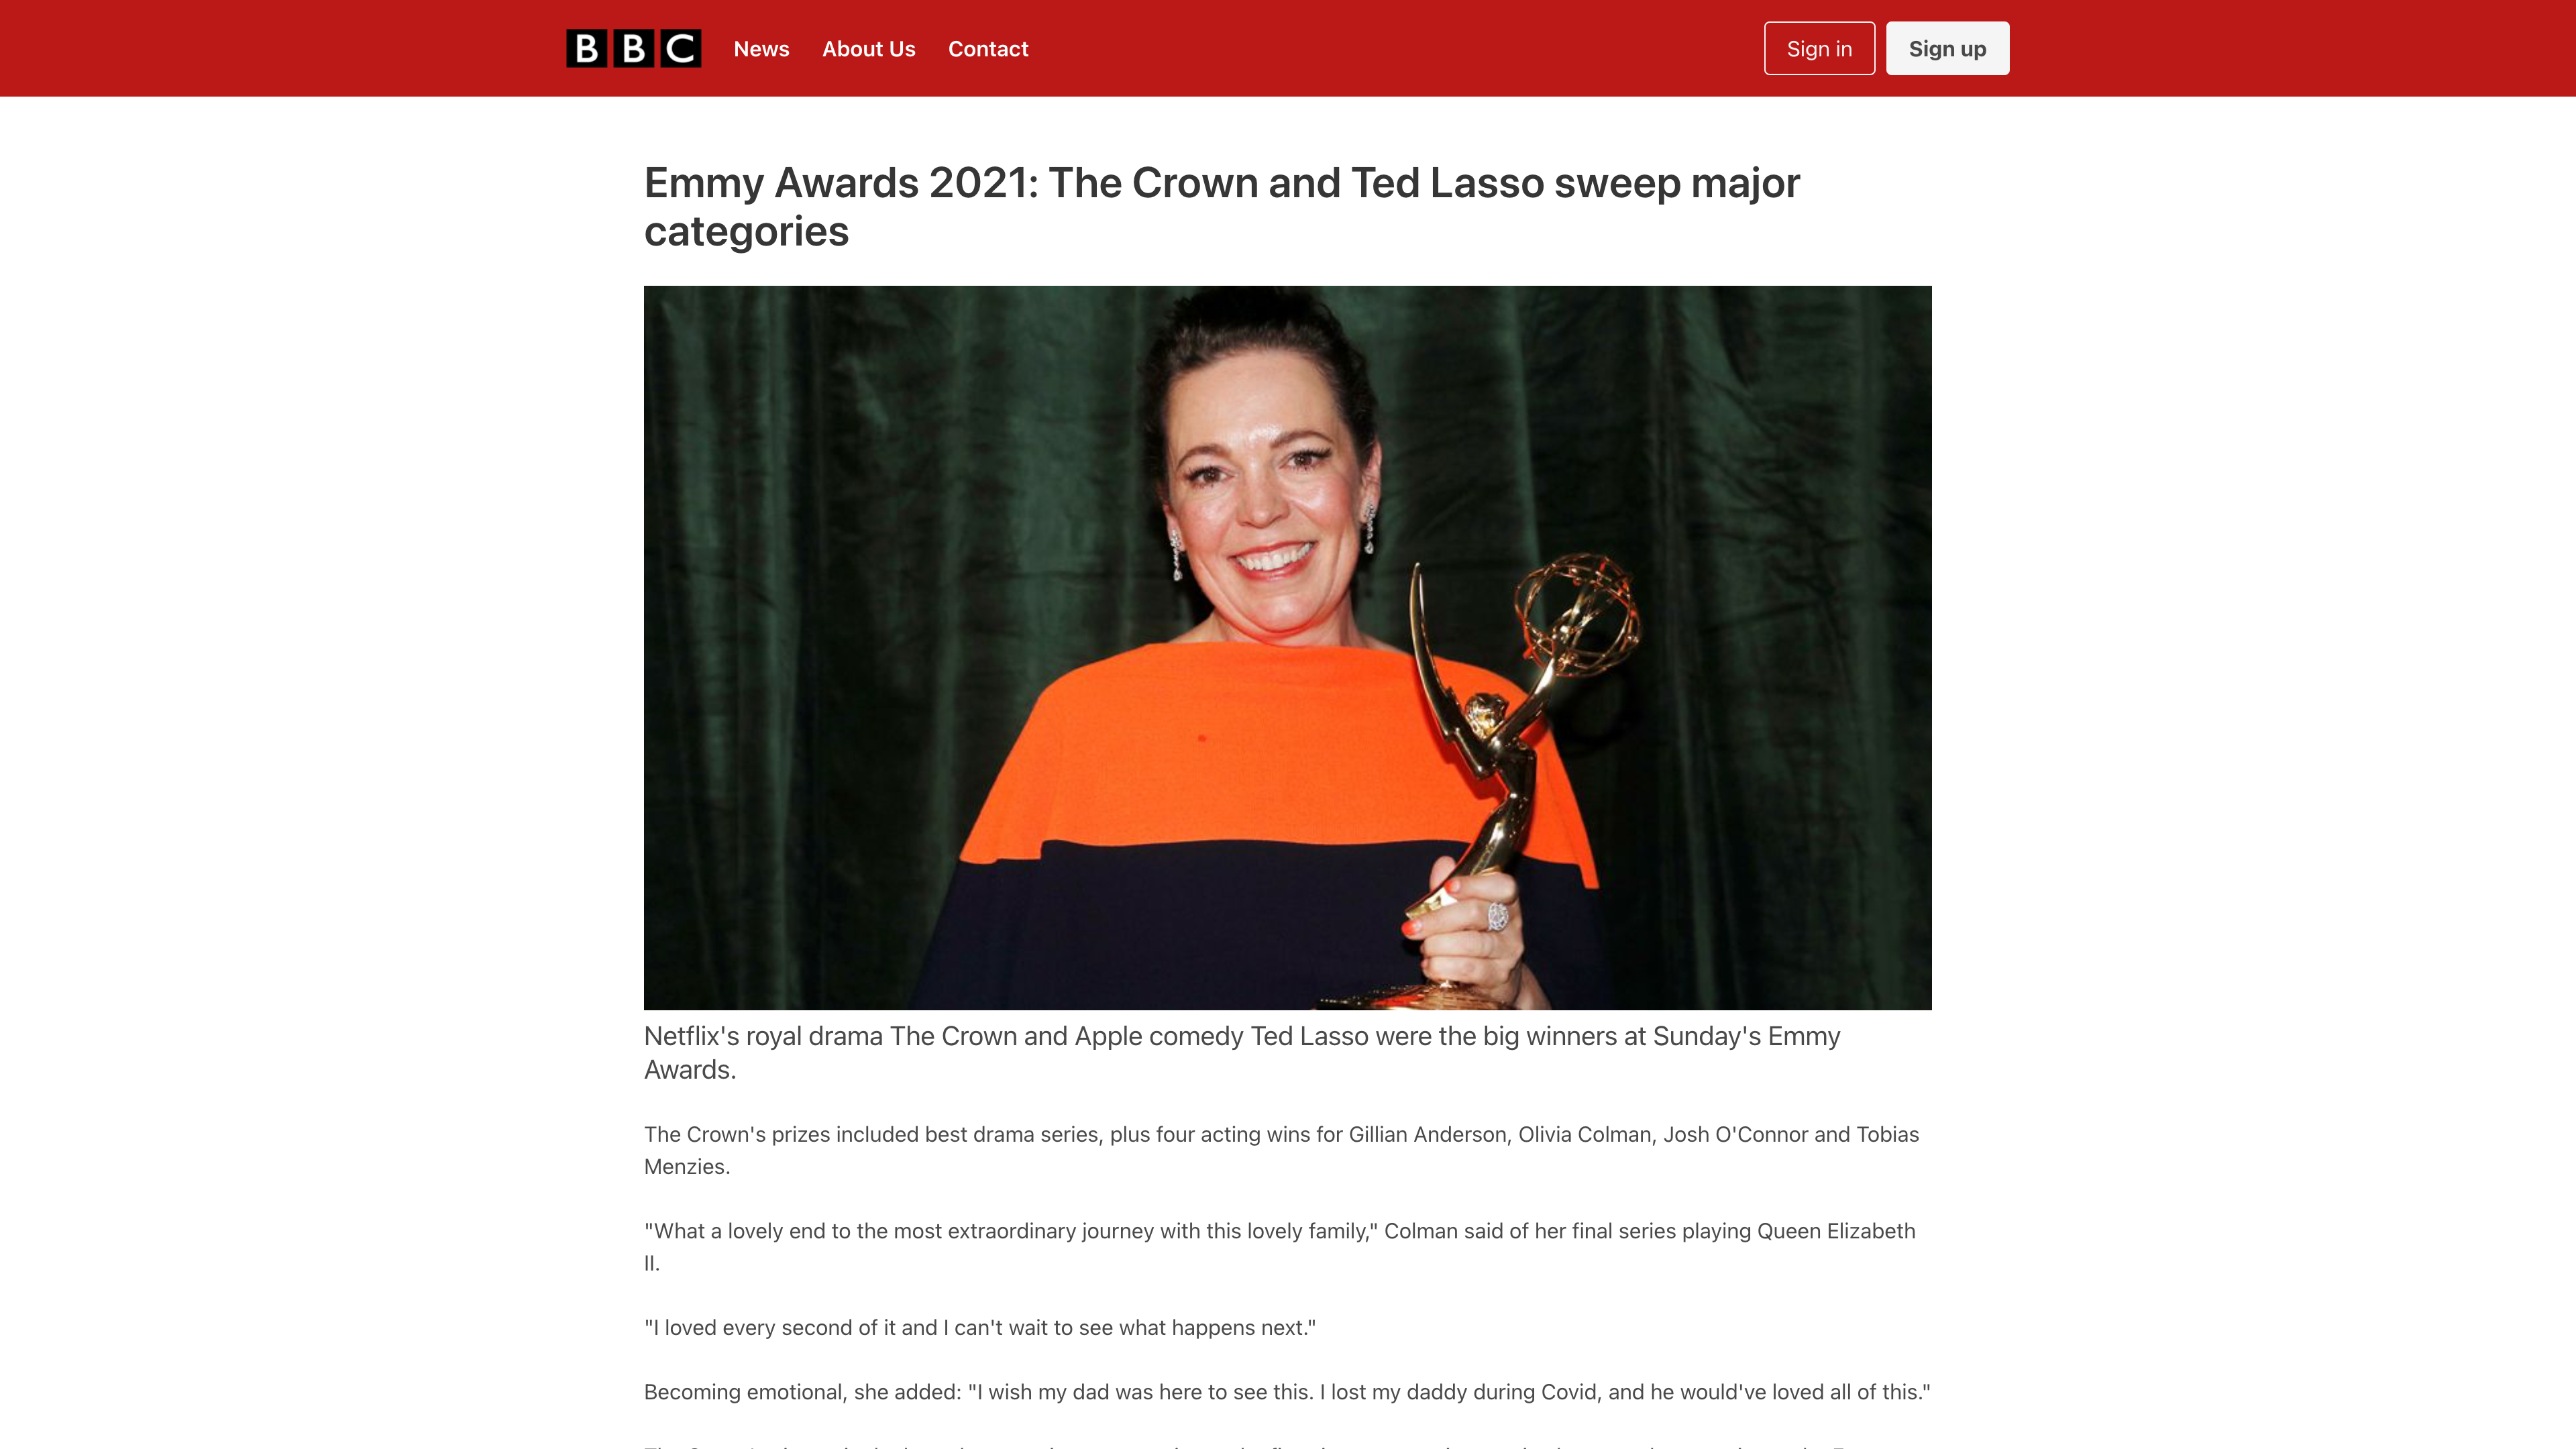 BBC News About Us Contact Sign in Sign up
Emmy Awards 2021: The Crown and Ted Lasso sweep major
categories
Netflix's royal drama The Crown and Apple comedy Ted Lasso were the big winners at Sunday's Emmy
Awards.
The Crown's prizes included best drama series, plus four acting wins for Gillian Anderson, Olivia Colman, Josh O'Connor and Tobias
Menzies.
"What a lovely end to the most extraordinary journey with this lovely family," Colman said of her final series playing Queen Elizabeth
II.
"I loved every second of it and I can't wait to see what happens next."
Becoming emotional, she added: "I wish my dad was here to see this. I lost my daddy during Covid, and he would've loved all of this."